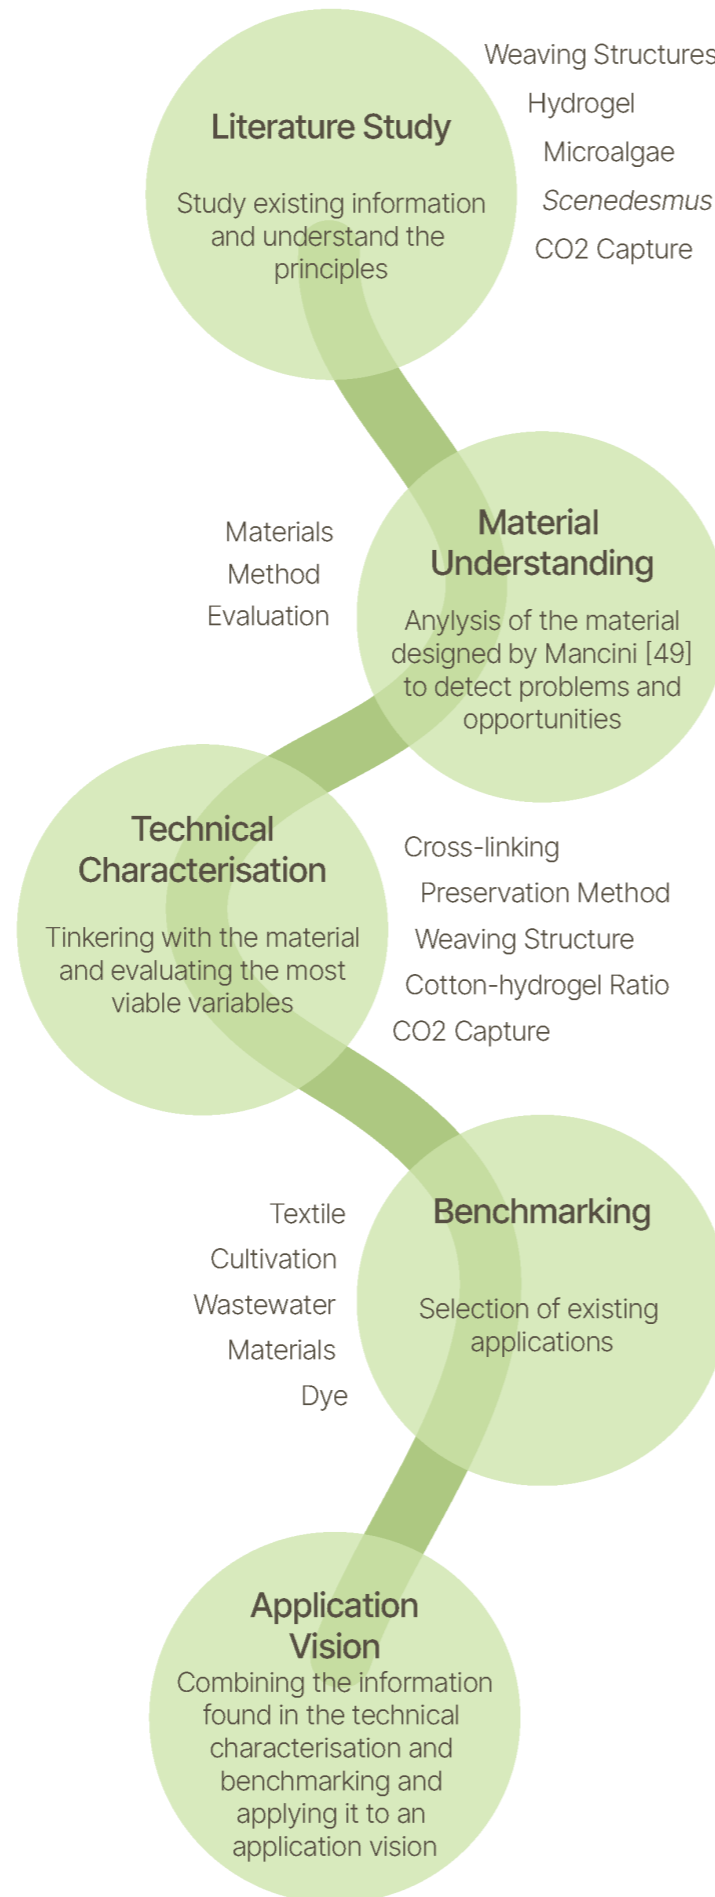 Literature Study
Study existing information
and understand the
principles
Weaving Structures
Hydrogel
Microalgae
Scenedesmus
CO2 Capture
Materials
Method
Evaluation
Material
Understanding
Anylysis of the material
designed by Mancini [49]
to detect problems and
opportunities
Technical
Characterisation
Tinkering with the material
and evaluating the most
viable variables
Cross-linking
Preservation Method
Weaving Structure
Cotton-hydrogel Ratio
CO2 Capture
Textile
Cultivation
Wastewater
Materials
Dye
Benchmarking
Selection of existing
applications
Application
Vision
Combining the information
found in the technical
characterisation and
benchmarking and
applying it to an
application vision